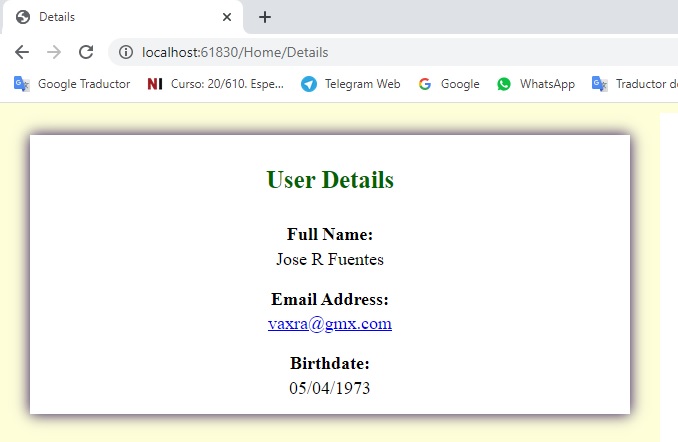 Details
localhost:61830/Home/Details
Google Traductor
Curso: 20/610. Espe...
Telegram Web
Google
WhatsApp
Traductor
User Details
Full Name:
Jose R Fuentes
Email Address:
vaxra@gmx.com
Birthdate:
05/04/1973